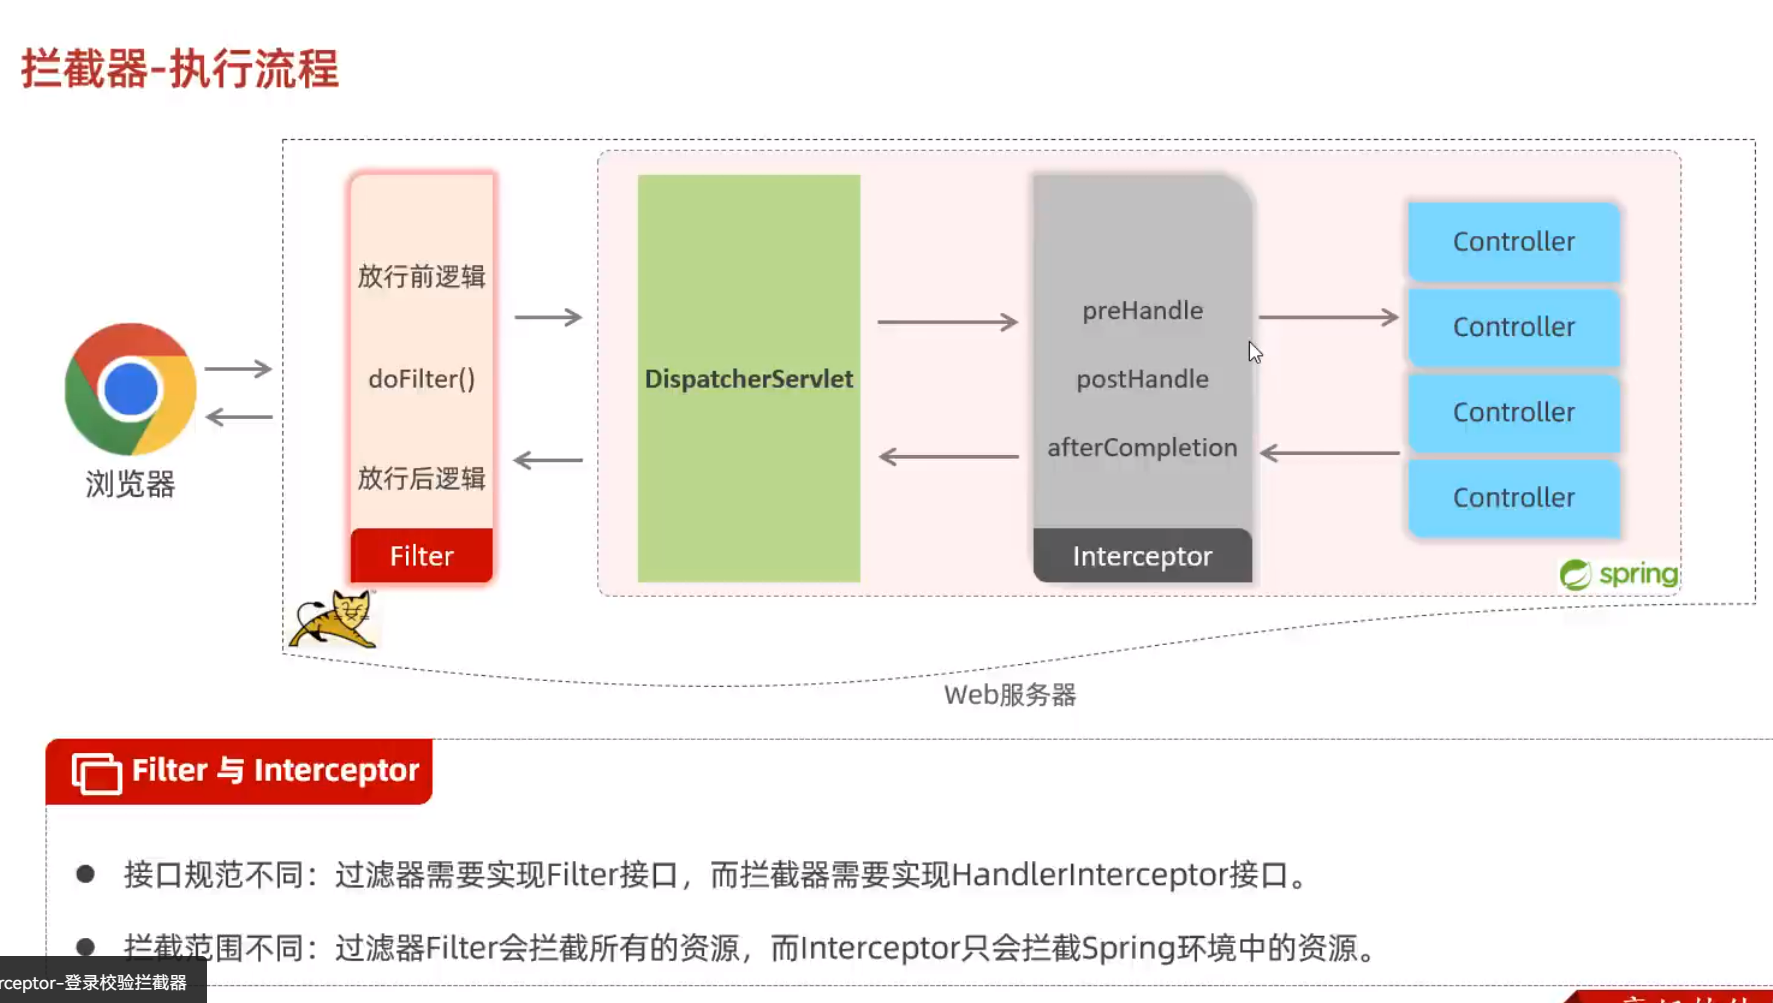 拦截器-执行流程
放行前逻辑
doFilter()
放行后逻辑
Filter
DispatcherServlet
preHandle
postHandle
afterCompletion
Interceptor
Controller
Controller
Controller
Controller
spring
浏览器
Web服务器
Filter 与 Interceptor
接口规范不同：过滤器需要实现Filter接口，而拦截器需要实现HandlerInterceptor接口。
拦截范围不同：过滤器Filter会拦截所有的资源，而Interceptor只会拦截Spring环境中的资源。
rceptor-登录校验拦截器